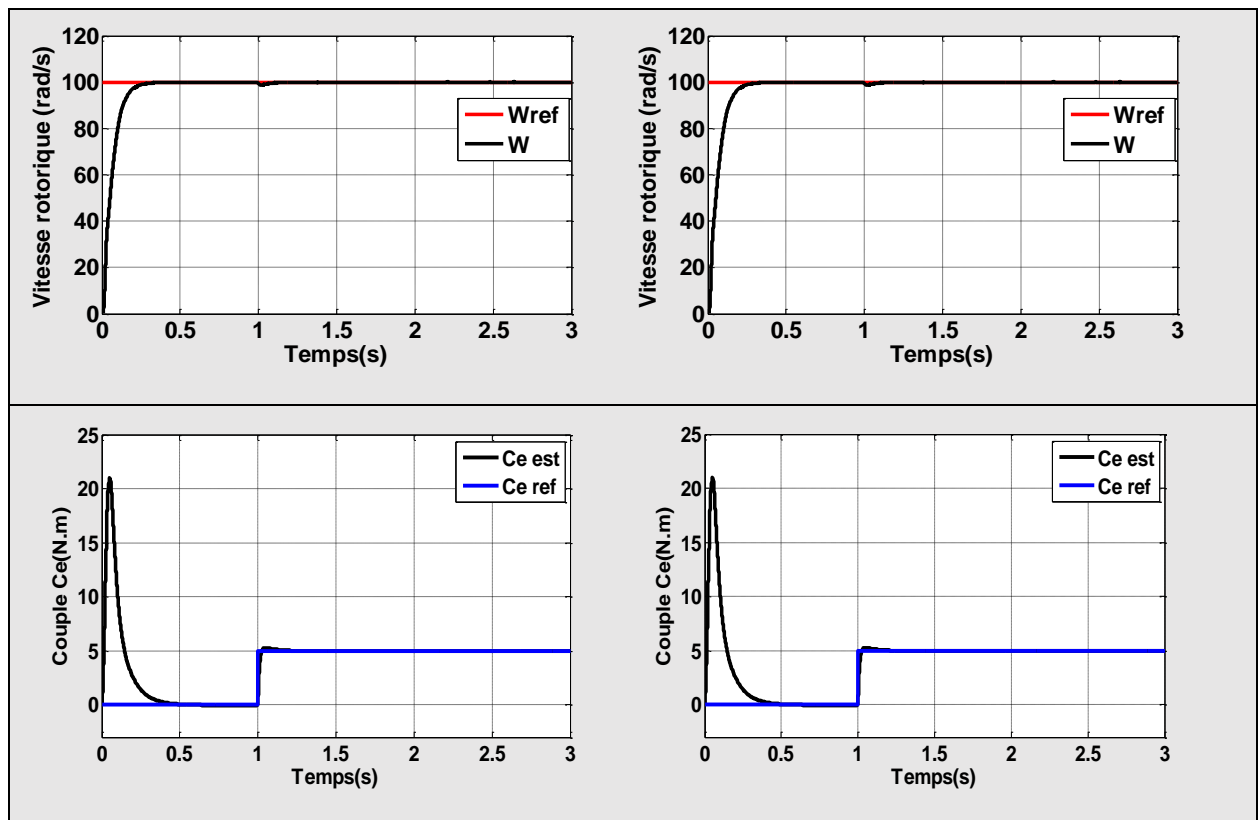 Vitesse rotorique (rad/s)
120
100
80
60
40
20
0
Wref
W
0 0.5 1 1.5 2 2.5 3
Temps(s)
Vitesse rotorique (rad/s)
120
100
80
60
40
20
0
Wref
W
0 0.5 1 1.5 2 2.5 3
Temps(s)
Couple Ce(N.m)
25
20
15
10
5
0
Ce est
Ce ref
0 0.5 1 1.5 2 2.5 3
Temps(s)
Couple Ce(N.m)
25
20
15
10
5
0
Ce est
Ce ref
0 0.5 1 1.5 2 2.5 3
Temps(s)